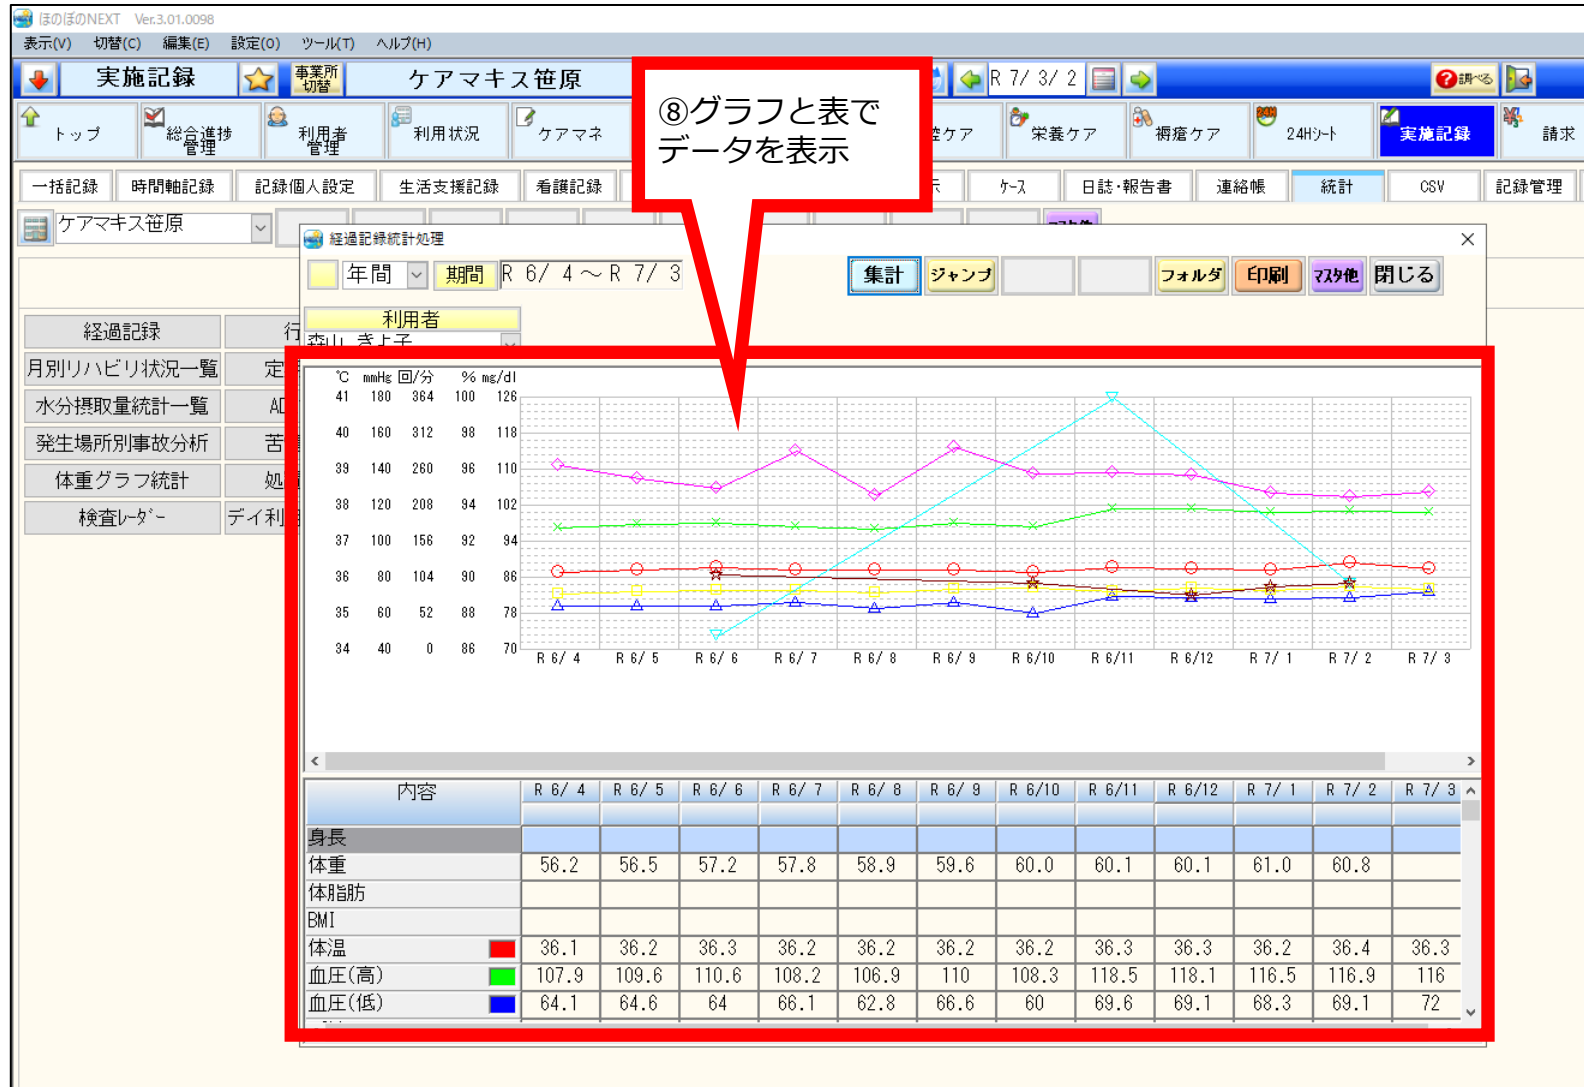 ほのぼのNEXT Ver.3.01.0098
表示(V) 切替(C) 編集(E) 設定(O) ツール(T) ヘルプ(H)
実施記録 事業所切替 ケアマキス笹原 R 7/ 3/ 2 調べる
トップ 総合進捗管理 利用者管理 利用状況 ケアマネ 栄養ケア 褥瘡ケア 24Hシート 実施記録 請求
一括記録 時間軸記録 記録個人設定 生活支援記録 看護記録 ケース 日誌・報告書 連絡帳 統計 CSV 記録管理
ケアマキス笹原
⑧グラフと表で
データを表示
経過記録統計処理
年間 期間 R 6/ 4～R 7/ 3 集計 ジャンプ フォルダ 印刷 マスタ他 閉じる
利用者
森山 きよ子
経過記録
月別リハビリ状況一覧
水分摂取量統計一覧
発生場所別事故分析
体重グラフ統計
検査レーダー デイ利
℃ mmHg 回/分 % mg/dl
41 180 364 100 126
40 160 312 98 118
39 140 260 96 110
38 120 208 94 102
37 100 156 92 94
36 80 104 90 86
35 60 52 88 78
34 40 0 86 70
R 6/ 4 R 6/ 5 R 6/ 6 R 6/ 7 R 6/ 8 R 6/ 9 R 6/10 R 6/11 R 6/12 R 7/ 1 R 7/ 2 R 7/ 3
内容 R 6/ 4 R 6/ 5 R 6/ 6 R 6/ 7 R 6/ 8 R 6/ 9 R 6/10 R 6/11 R 6/12 R 7/ 1 R 7/ 2 R 7/ 3
身長
体重 56.2 56.5 57.2 57.8 58.9 59.6 60.0 60.1 60.1 61.0 60.8
体脂肪
BMI
体温 36.1 36.2 36.3 36.2 36.2 36.2 36.2 36.3 36.3 36.2 36.4 36.3
血圧(高) 107.9 109.6 110.6 108.2 106.9 110 108.3 118.5 118.1 116.5 116.9 116
血圧(低) 64.1 64.6 64 66.1 62.8 66.6 60 69.6 69.1 68.3 69.1 72